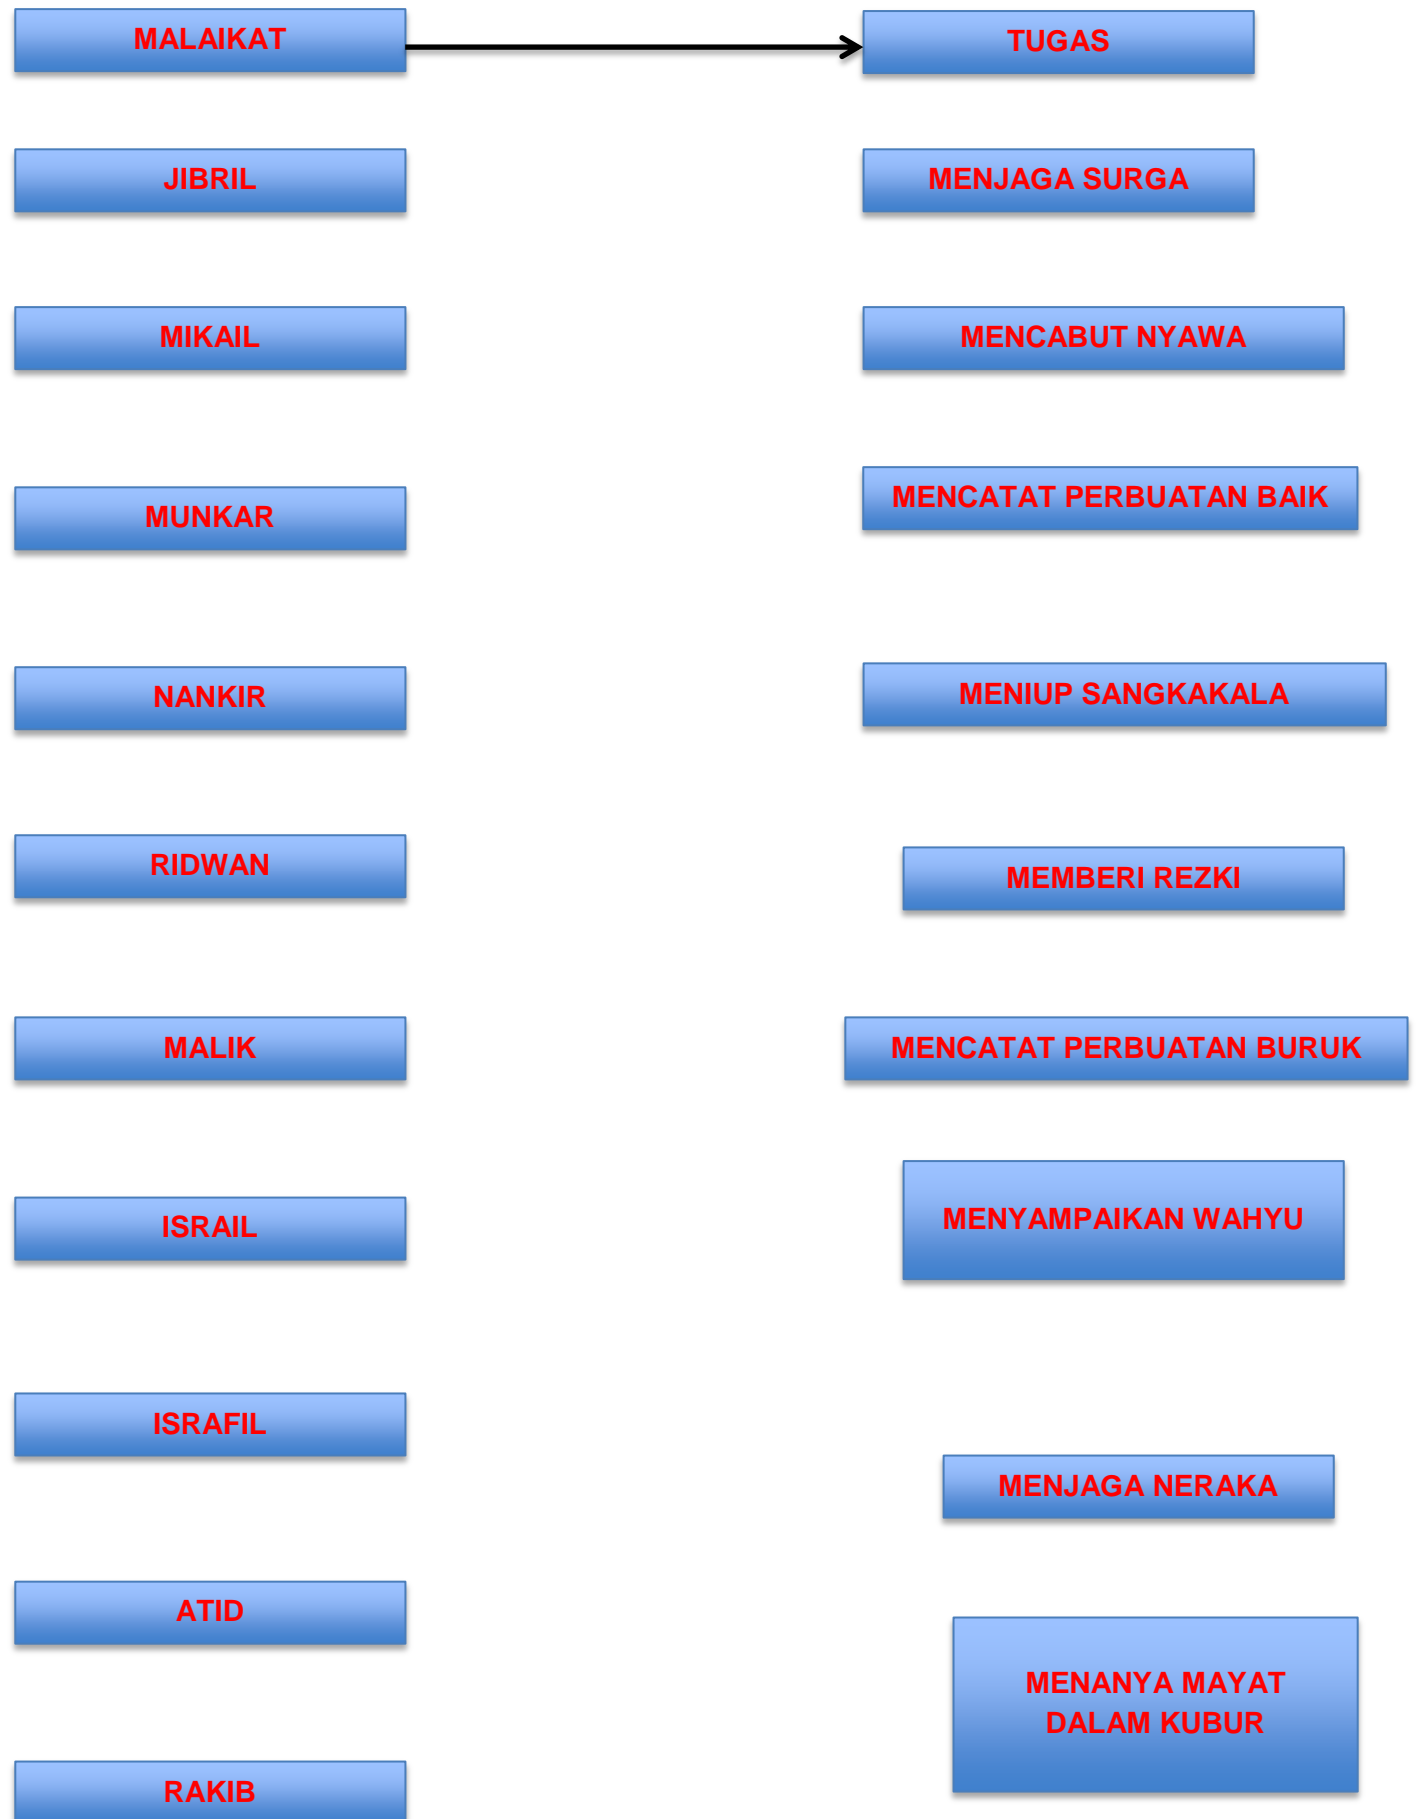 MALAIKAT
TUGAS
JIBRIL
MENJAGA SURGA
MIKAIL
MENCABUT NYAWA
MUNKAR
MENCATAT PERBUATAN BAIK
NANKIR
MENIUP SANGKAKALA
RIDWAN
MEMBERI REZKI
MALIK
MENCATAT PERBUATAN BURUK
ISRAIL
MENYAMPAIKAN WAHYU
ISRAFIL
MENJAGA NERAKA
ATID
MENANYA MAYAT
DALAM KUBUR
RAKIB